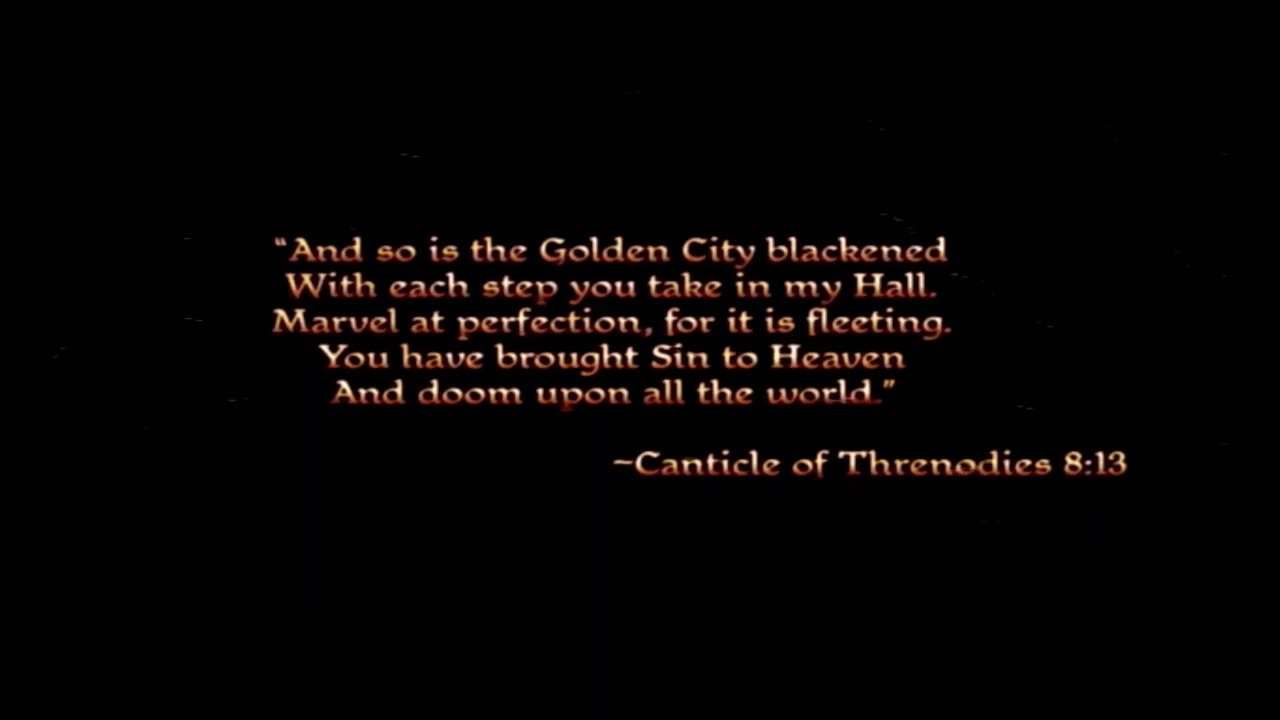 “And so is the Golden City blackened
With each step you take in my Hall.
Marvel at perfection, for it is fleeting.
You have brought Sin to Heaven
And doom upon all the world.”
~Canticle of Threnodies 8:13